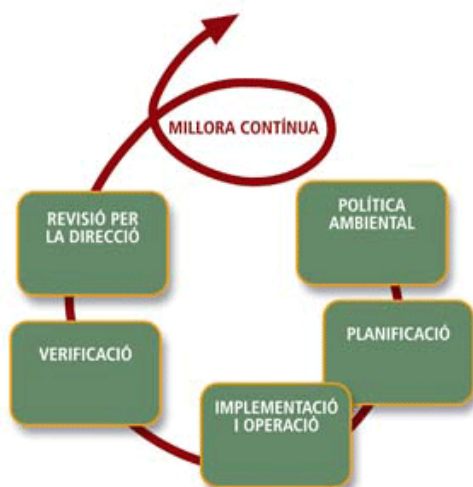 MILLORA CONTÍNUA
REVISIÓ PER
LA DIRECCIÓ
POLÍTICA
AMBIENTAL
VERIFICACIÓ
PLANIFICACIÓ
IMPLEMENTACIÓ
I OPERACIÓ